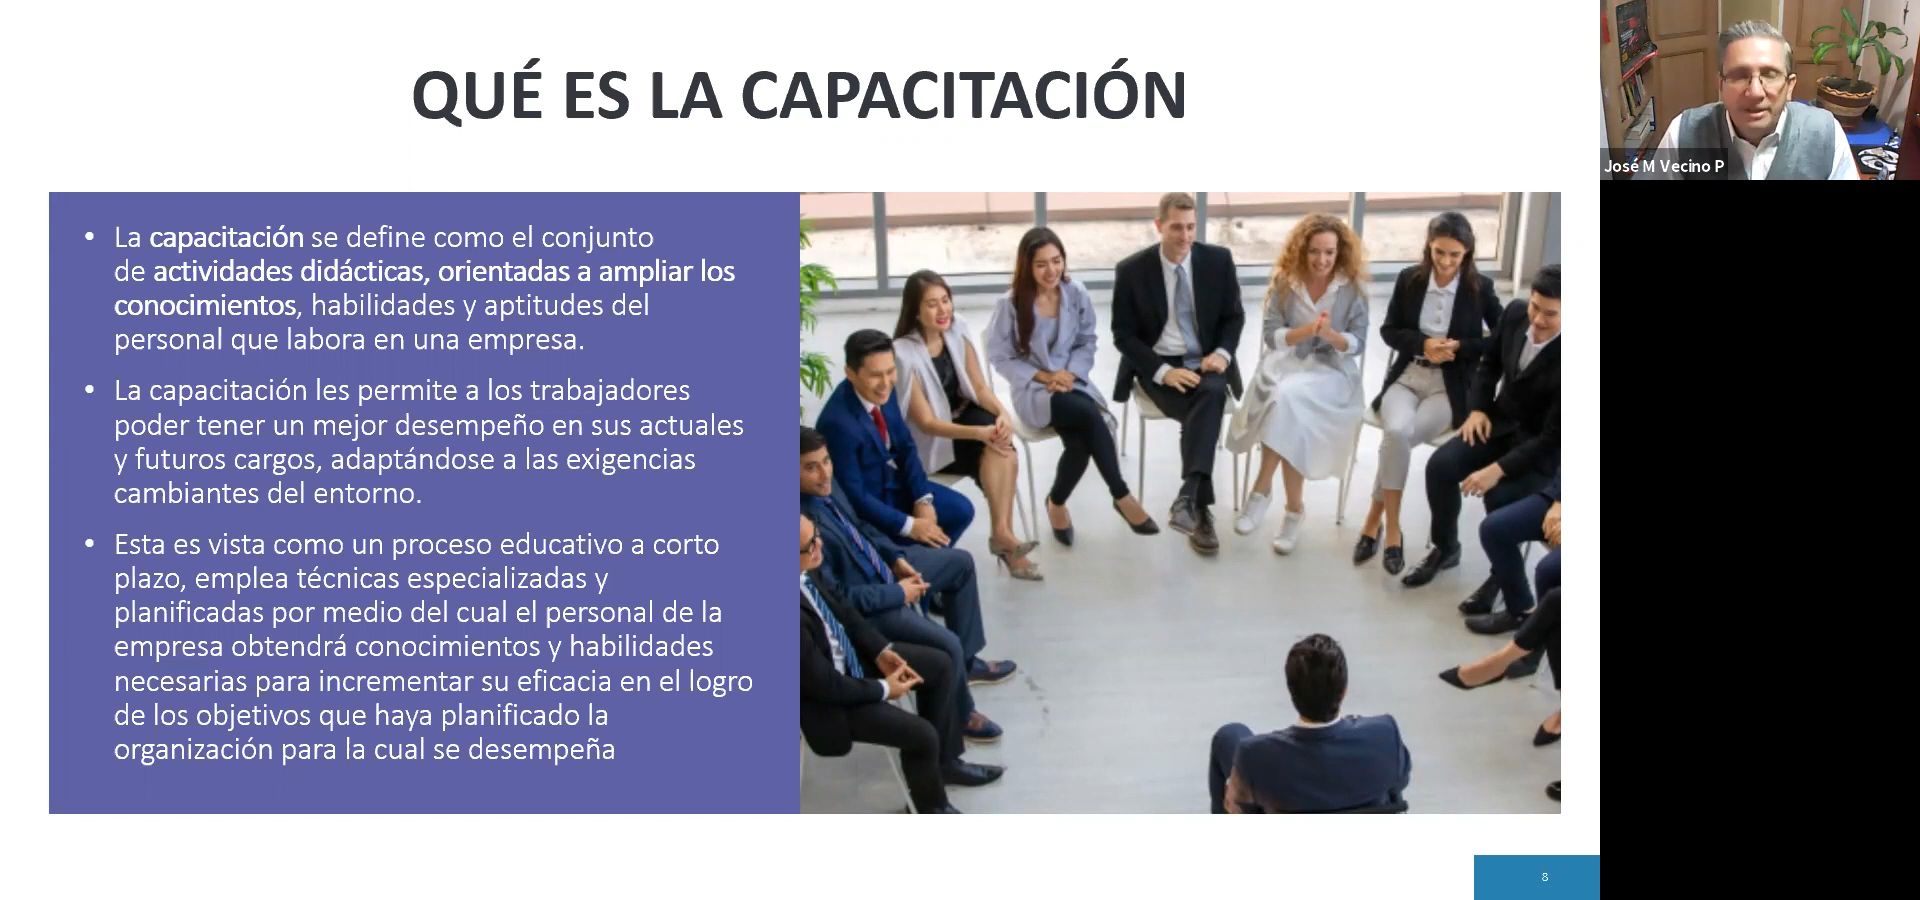 QUÉ ES LA CAPACITACIÓN
• La capacitación se define como el conjunto
de actividades didácticas, orientadas a ampliar los
conocimientos, habilidades y aptitudes del
personal que labora en una empresa.
• La capacitación les permite a los trabajadores
poder tener un mejor desempeño en sus actuales
y futuros cargos, adaptándose a las exigencias
cambiantes del entorno.
• Esta es vista como un proceso educativo a corto
plazo, emplea técnicas especializadas y
planificadas por medio del cual el personal de la
empresa obtendrá conocimientos y habilidades
necesarias para incrementar su eficacia en el logro
de los objetivos que haya planificado la
organización para la cual se desempeña
8
José M Vecino P